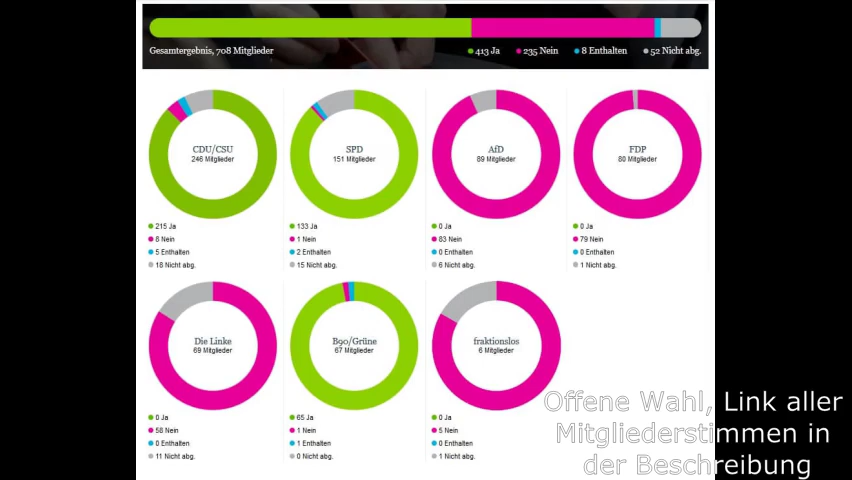 Gesamtergebnis, 708 Mitglieder
413 Ja 235 Nein 8 Enthalten 52 Nicht abg.
CDU/CSU
246 Mitglieder
215 Ja
8 Nein
5 Enthalten
18 Nicht abg.
SPD
151 Mitglieder
133 Ja
1 Nein
2 Enthalten
15 Nicht abg.
AfD
89 Mitglieder
0 Ja
83 Nein
0 Enthalten
6 Nicht abg.
FDP
80 Mitglieder
0 Ja
79 Nein
0 Enthalten
1 Nicht abg.
Die Linke
69 Mitglieder
0 Ja
58 Nein
0 Enthalten
11 Nicht abg.
B90/Grüne
67 Mitglieder
65 Ja
1 Nein
1 Enthalten
0 Nicht abg.
fraktionslos
6 Mitglieder
0 Ja
5 Nein
0 Enthalten
1 Nicht abg.
Offene Wahl, Link aller
Mitgliederstimmen in
der Beschreibung